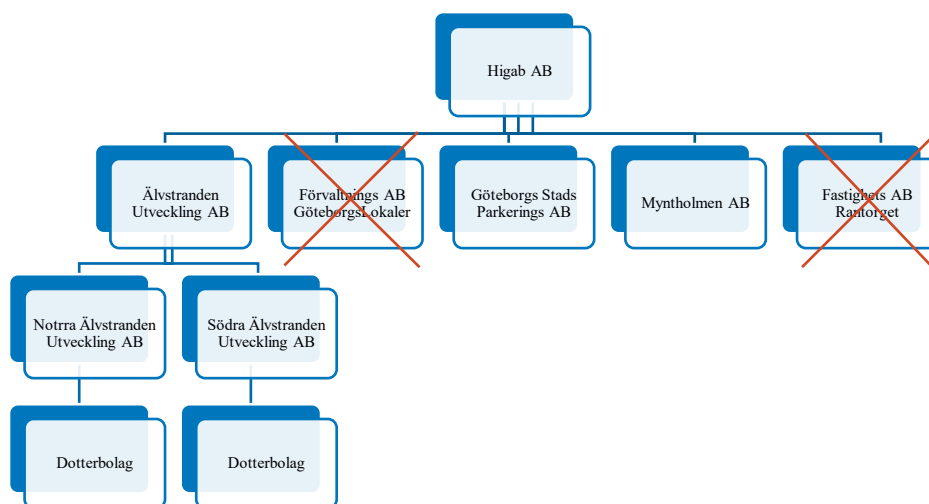 Higab AB
Älvstranden
Utveckling AB
Förvaltnings AB
GöteborgsLokaler
Göteborgs Stads
Parkerings AB
Myntholmen AB
Fastighets AB
Rantorget
Notrra Älvstranden
Utveckling AB
Södra Älvstranden
Utveckling AB
Dotterbolag
Dotterbolag